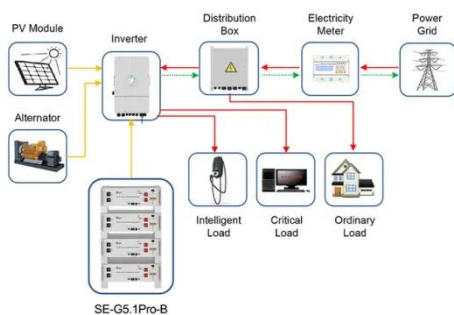 PV Module
Inverter
Distribution
Box
Electricity
Meter
Power
Grid
Alternator
Intelligent
Load
Critical
Load
Ordinary
Load
SE-G5.1Pro-B